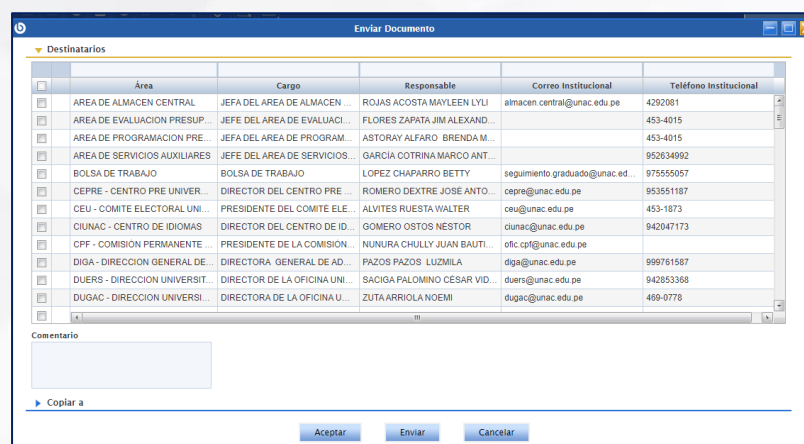 Enviar Documento
Destinatarios
Área Cargo Responsable Correo Institucional Teléfono Institucional
AREA DE ALMACEN CENTRAL JEFA DEL AREA DE ALMACEN ... ROJAS ACOSTA MAYLEEN LYLI almacen.central@unac.edu.pe 4292081
AREA DE EVALUACION PRESUP... JEFE DEL AREA DE EVALUACI... FLORES ZAPATA JIM ALEXAND... 453-4015
AREA DE PROGRAMACION PRE... JEFA DEL AREA DE PROGRAM... ASTORAY ALFARO BRENDA M... 453-4015
AREA DE SERVICIOS AUXILIARES JEFE DEL AREA DE SERVICIOS... GARCÍA COTRINA MARCO ANT... 952634992
BOLSA DE TRABAJO BOLSA DE TRABAJO LOPEZ CHAPARRO BETTY seguimiento.graduado@unac.ed... 975555057
CEPRE - CENTRO PRE UNIVER... DIRECTOR DEL CENTRO PRE ... ROMERO DEXTRE JOSÉ ANTO... cepre@unac.edu.pe 953551187
CEU - COMITE ELECTORAL UNI... PRESIDENTE DEL COMITÉ ELE... ALVITES RUESTA WALTER ceu@unac.edu.pe 453-1873
CIUNAC - CENTRO DE IDIOMAS DIRECTOR DEL CENTRO DE ID... GOMERO OSTOS NÉSTOR ciunac@unac.edu.pe 942047173
CPF - COMISIÓN PERMANENTE ... PRESIDENTE DE LA COMISIÓN... NUNURA CHULLY JUAN BAUTI... ofic.cpf@unac.edu.pe
DIGA - DIRECCION GENERAL DE... DIRECTORA GENERAL DE AD... PAZOS PAZOS LUZMILA diga@unac.edu.pe 999761587
DUERS - DIRECCION UNIVERSIT... DIRECTOR DE LA OFICINA UNI... SACIGA PALOMINO CÉSAR VID... duers@unac.edu.pe 942853368
DUGAC - DIRECCION UNIVERSI... DIRECTORA DE LA OFICINA U... ZUTA ARRIOLA NOEMI dugac@unac.edu.pe 469-0778
Comentario
Copiar a
Aceptar Enviar Cancelar